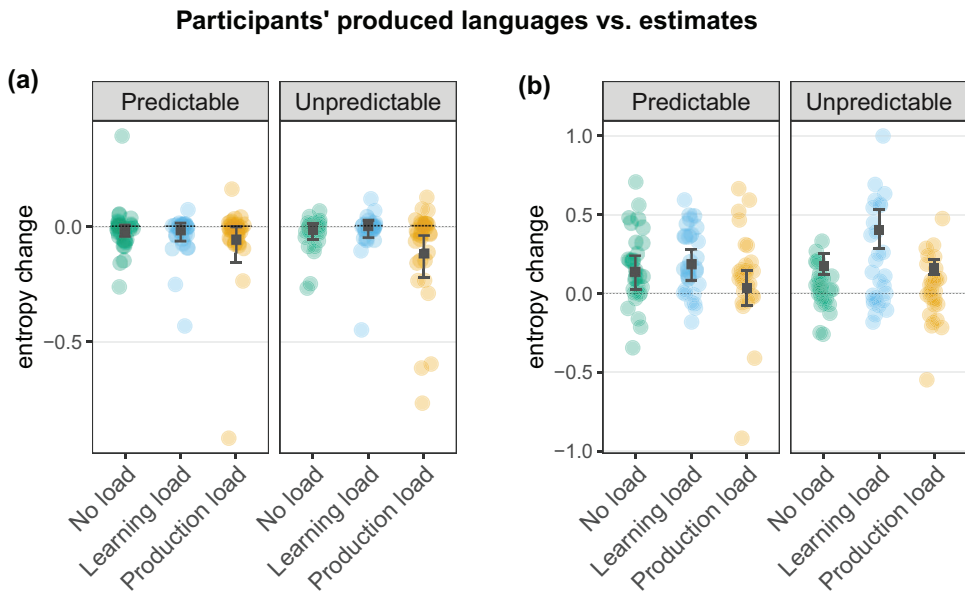 Participants' produced languages vs. estimates
(a)
Predictable
Unpredictable
entropy change
0.0
−0.5
No load
Learning load
Production load
No load
Learning load
Production load
(b)
Predictable
Unpredictable
entropy change
1.0
0.5
0.0
−0.5
−1.0
No load
Learning load
Production load
No load
Learning load
Production load